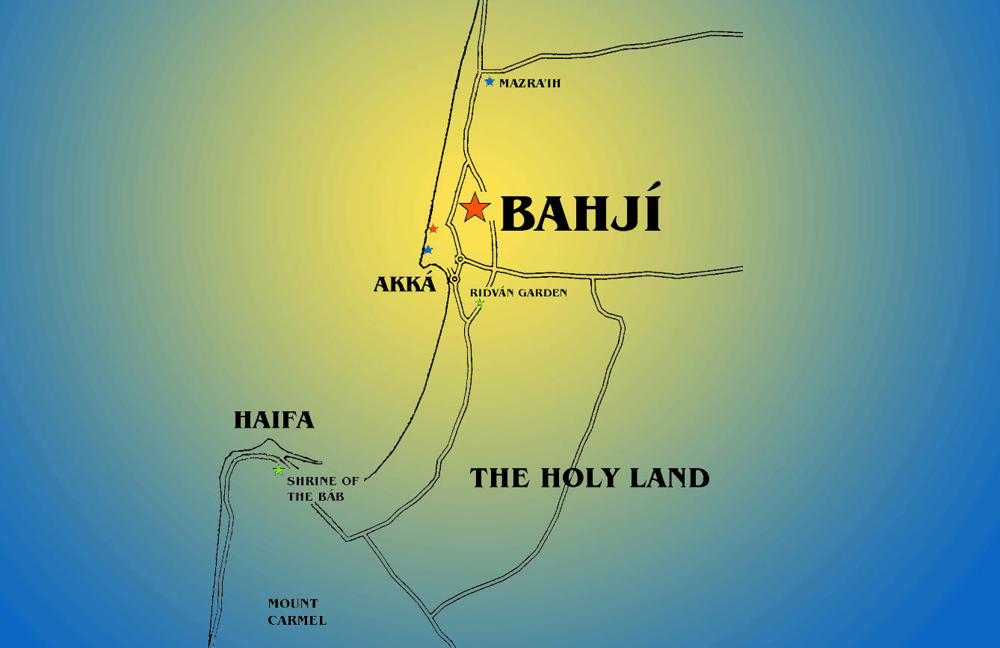 MAZRA'IH
BAHJÍ
AKKÁ
RIDVÁN GARDEN
HAIFA
SHRINE OF
THE BÁB
THE HOLY LAND
MOUNT
CARMEL